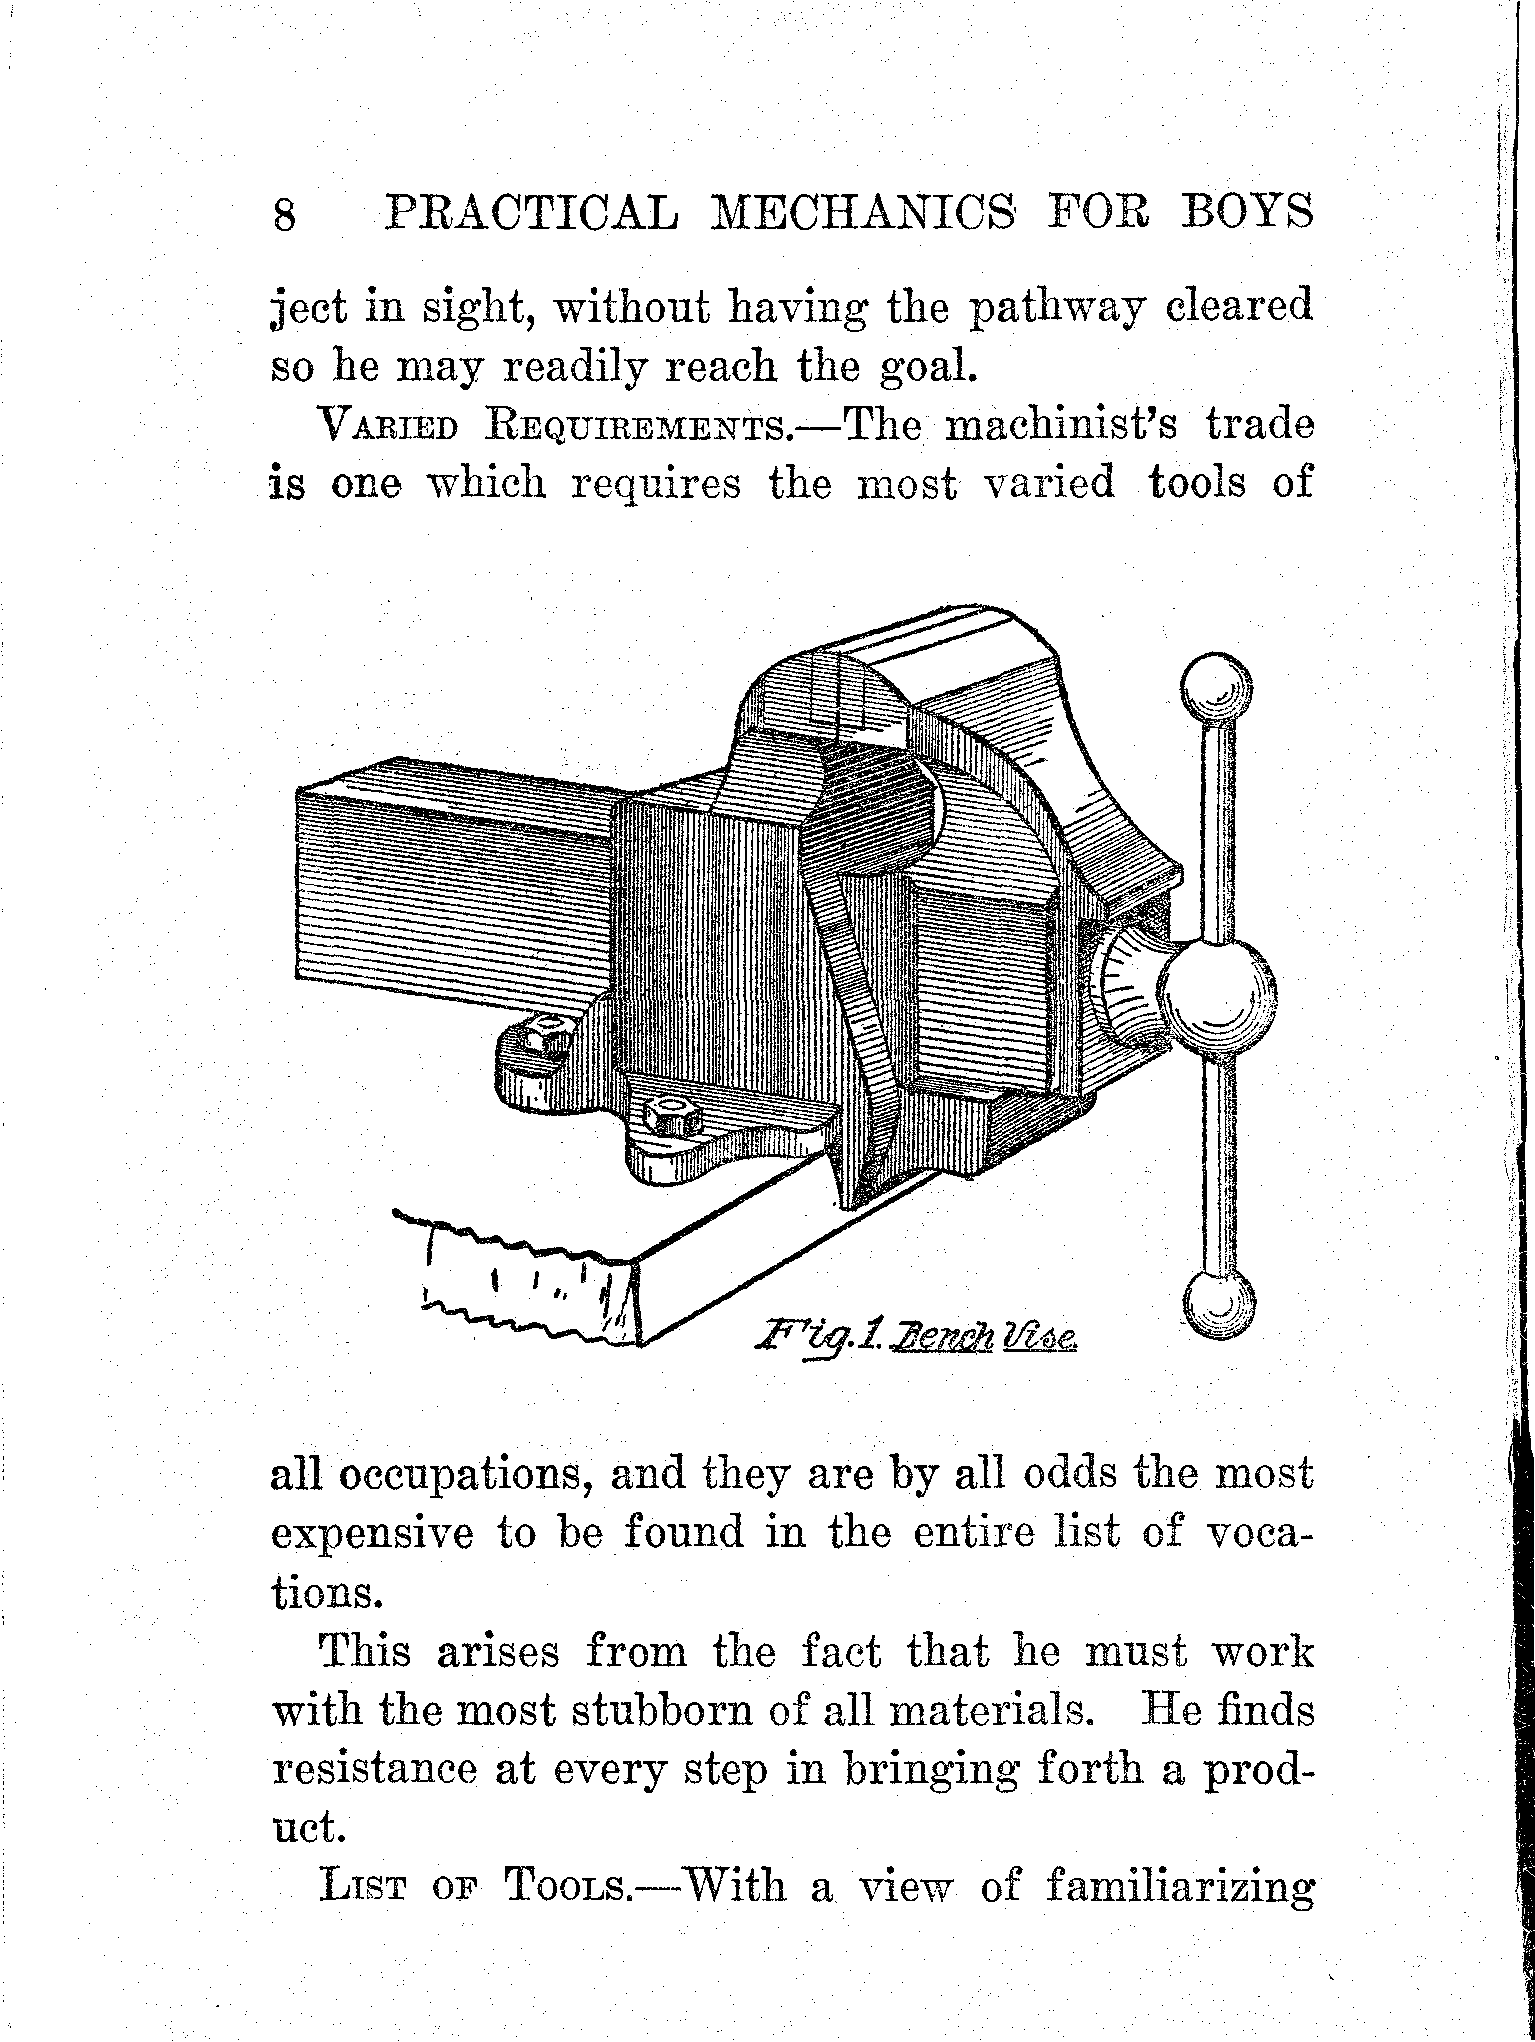 8 PRACTICAL MECHANICS FOR BOYS
ject in sight, without having the pathway cleared
so he may readily reach the goal.
VARIED REQUIREMENTS.—The machinist's trade
is one which requires the most varied tools of
Fig. 1. Bench Vise.
all occupations, and they are by all odds the most
expensive to be found in the entire list of voca-
tions.
This arises from the fact that he must work
with the most stubborn of all materials. He finds
resistance at every step in bringing forth a prod-
uct.
LIST OF TOOLS.—With a view of familiarizing